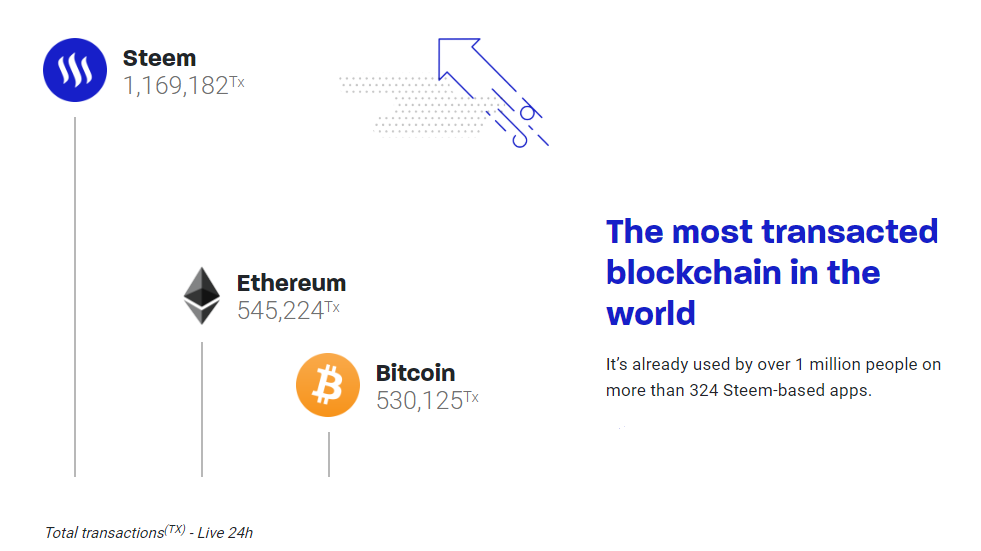 Steem
1,169,182Tx
Ethereum
545,224Tx
Bitcoin
530,125Tx
The most transacted
blockchain in the
world
It’s already used by over 1 million people on
more than 324 Steem-based apps.
Total transactions(TX) - Live 24h